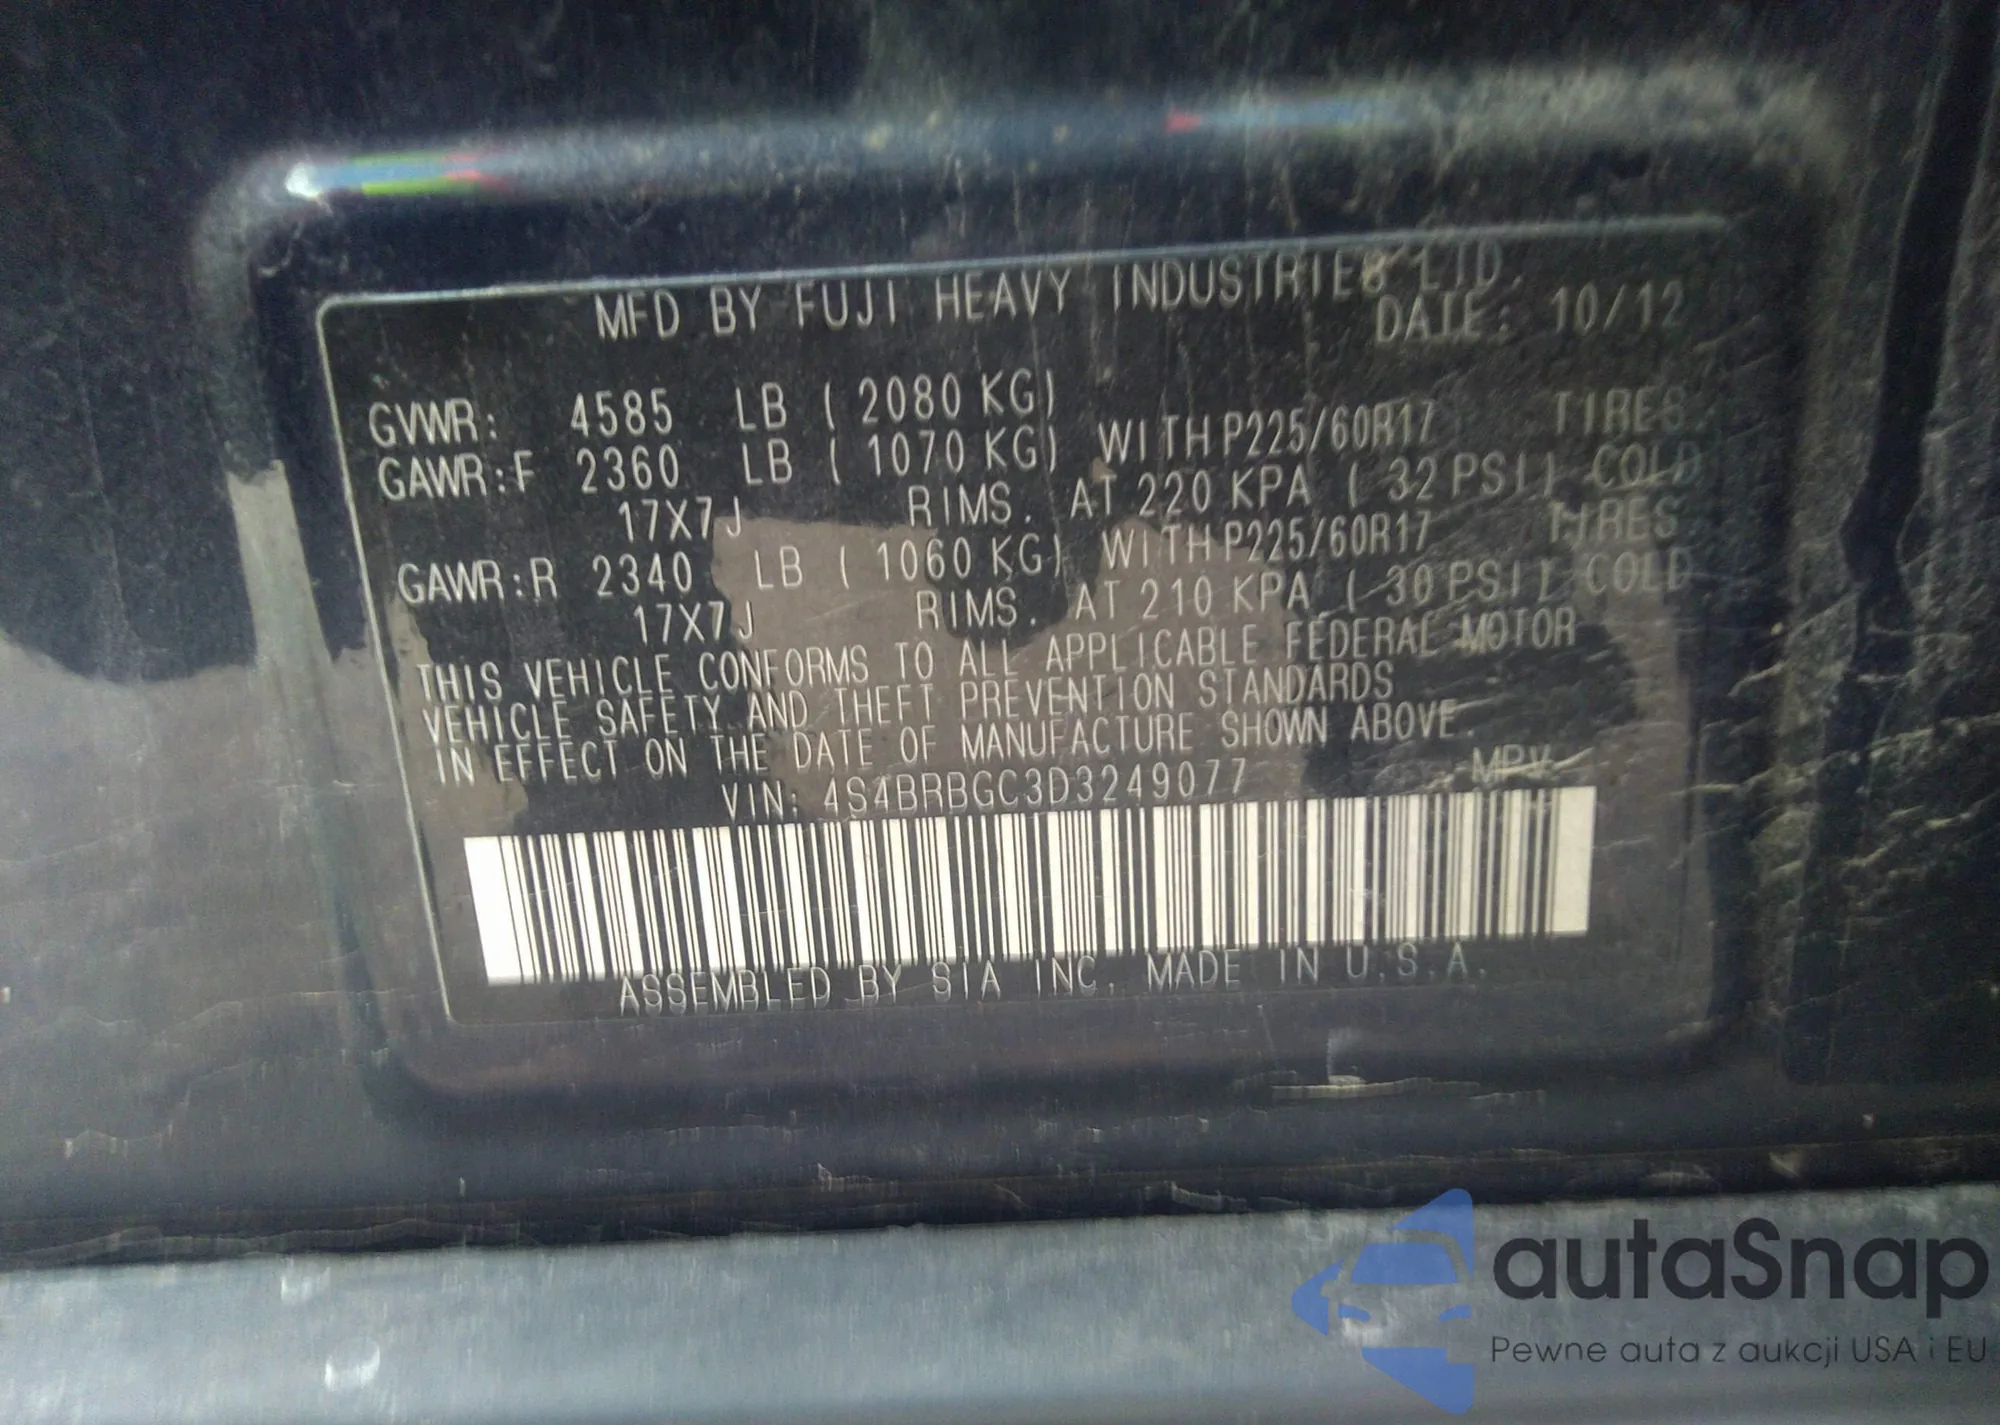 MFD BY FUJI HEAVY INDUSTRIES LTD.
DATE: 10/12
GVWR: 4585 LB ( 2080 KG)
GAWR:F 2360 LB ( 1070 KG) WITH P225/60R17 TIRES.
17X7J RIMS. AT 220 KPA ( 32 PSI) COLD
GAWR:R 2340 LB ( 1060 KG) WITH P225/60R17 TIRES.
17X7J RIMS. AT 210 KPA ( 30 PSI) COLD
THIS VEHICLE CONFORMS TO ALL APPLICABLE FEDERAL MOTOR
VEHICLE SAFETY AND THEFT PREVENTION STANDARDS
IN EFFECT ON THE DATE OF MANUFACTURE SHOWN ABOVE.
VIN: 4S4BRBGC3D3249077 MPV
ASSEMBLED BY SIA INC. MADE IN U.S.A.
autaSnap
Pewne auta z aukcji USA i EU